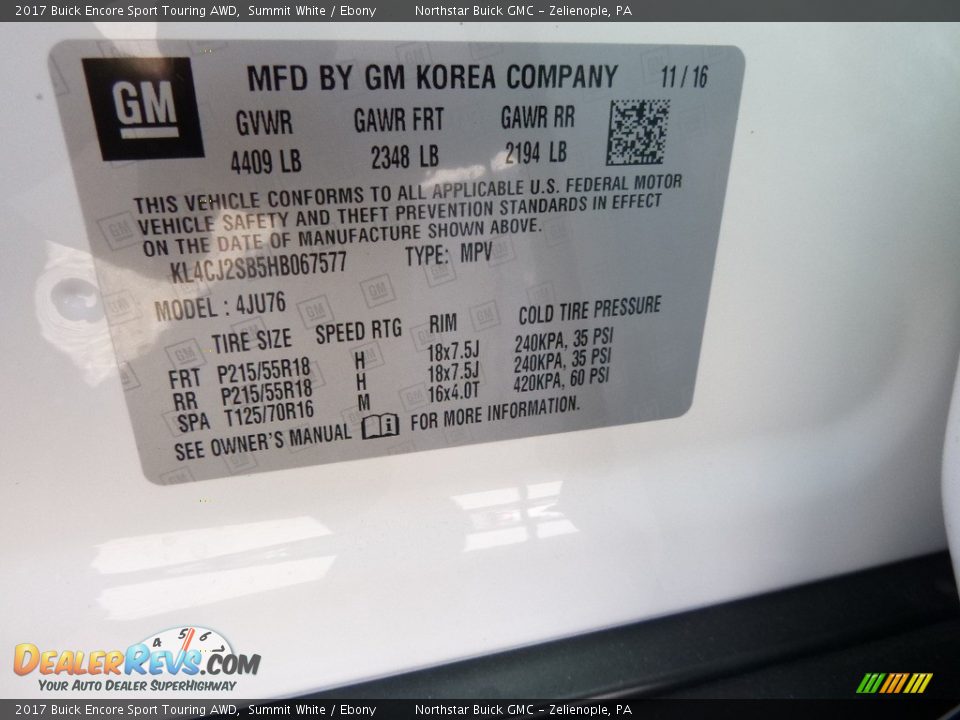 2017 Buick Encore Sport Touring AWD, Summit White / Ebony Northstar Buick GMC - Zelienople, PA
GM MFD BY GM KOREA COMPANY 11 / 16
GVWR GAWR FRT GAWR RR
4409 LB 2348 LB 2194 LB
THIS VEHICLE CONFORMS TO ALL APPLICABLE U.S. FEDERAL MOTOR
VEHICLE SAFETY AND THEFT PREVENTION STANDARDS IN EFFECT
ON THE DATE OF MANUFACTURE SHOWN ABOVE.
KL4CJ2SB5HB067577 TYPE: MPV
MODEL : 4JU76
TIRE SIZE SPEED RTG RIM COLD TIRE PRESSURE
FRT P215/55R18 H 18x7.5J 240KPA, 35 PSI
RR P215/55R18 H 18x7.5J 240KPA, 35 PSI
SPA T125/70R16 M 16x4.0T 420KPA, 60 PSI
SEE OWNER'S MANUAL FOR MORE INFORMATION.
4 5 6
DEALERREVS.COM
YOUR AUTO DEALER SUPERHIGHWAY
2017 Buick Encore Sport Touring AWD, Summit White / Ebony Northstar Buick GMC - Zelienople, PA